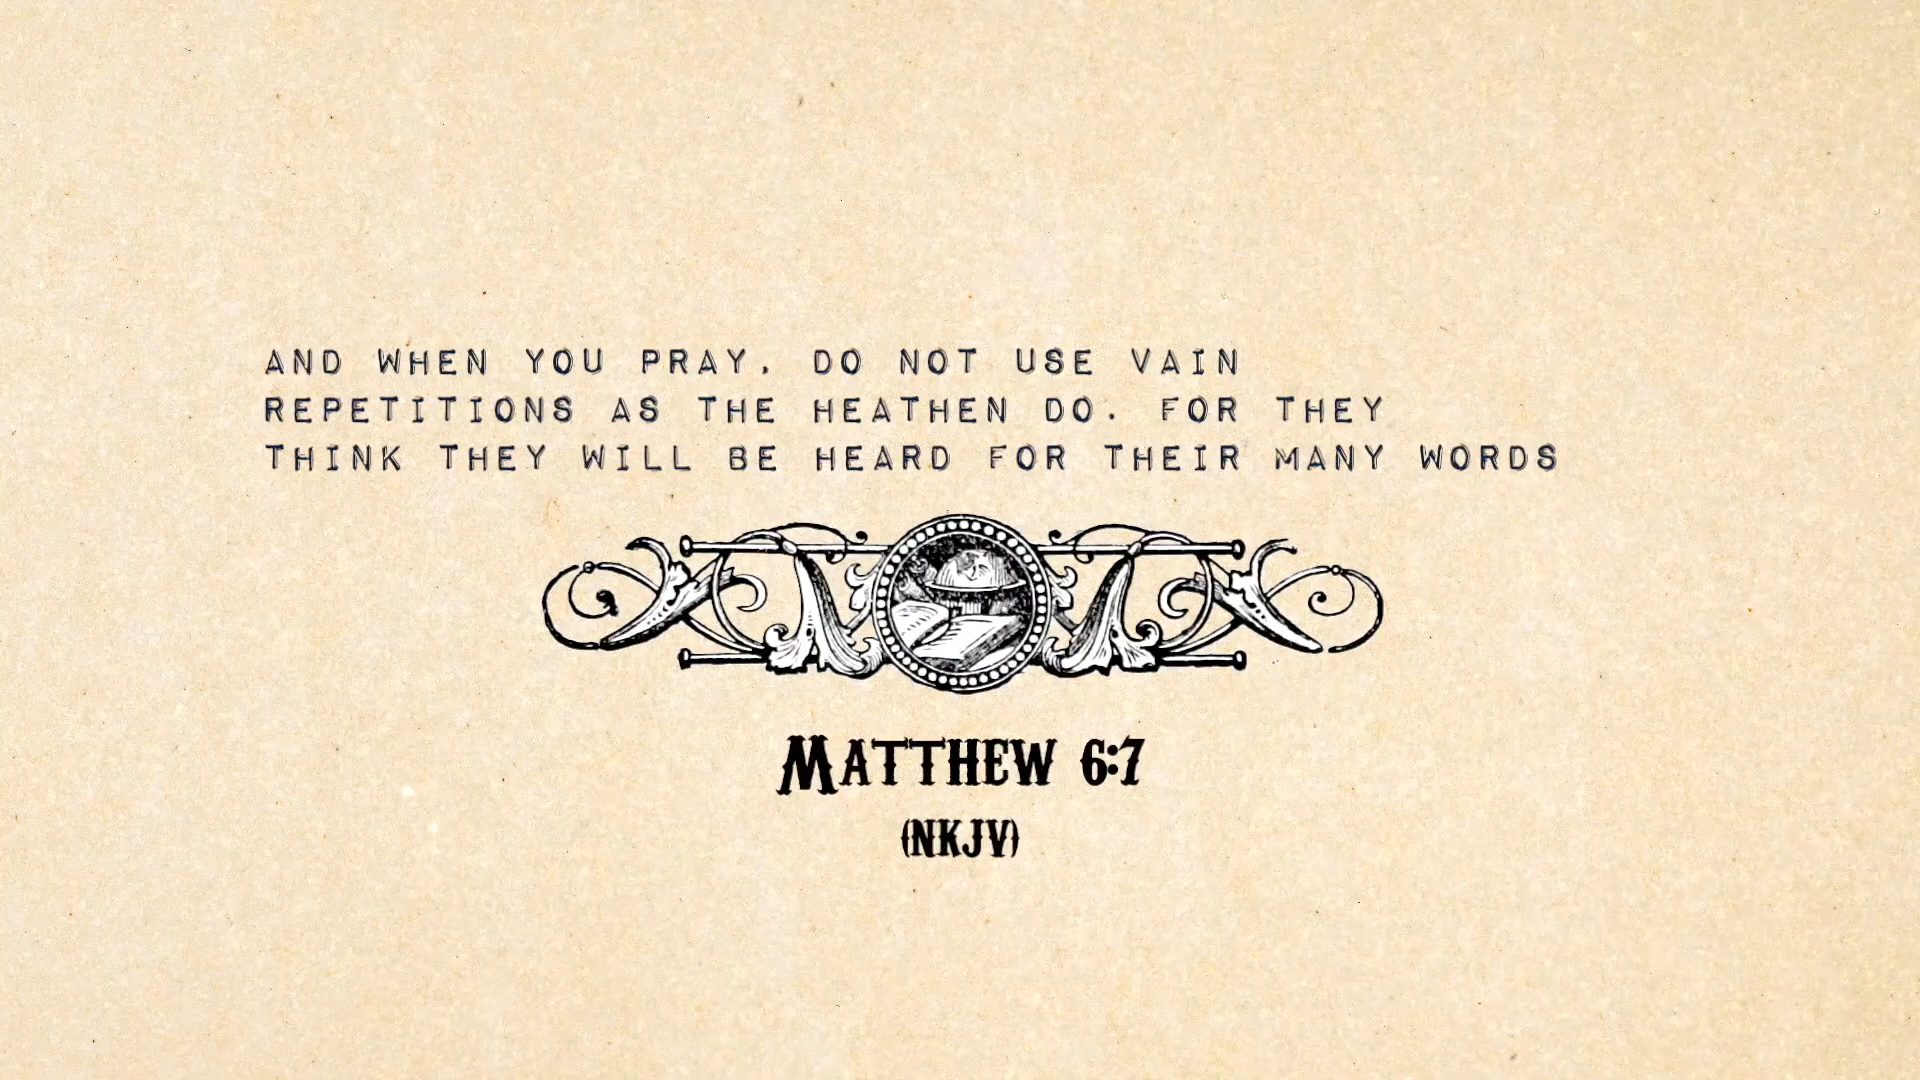 AND WHEN YOU PRAY, DO NOT USE VAIN
REPETITIONS AS THE HEATHEN DO. FOR THEY
THINK THEY WILL BE HEARD FOR THEIR MANY WORDS
MATTHEW 6:7
(NKJV)